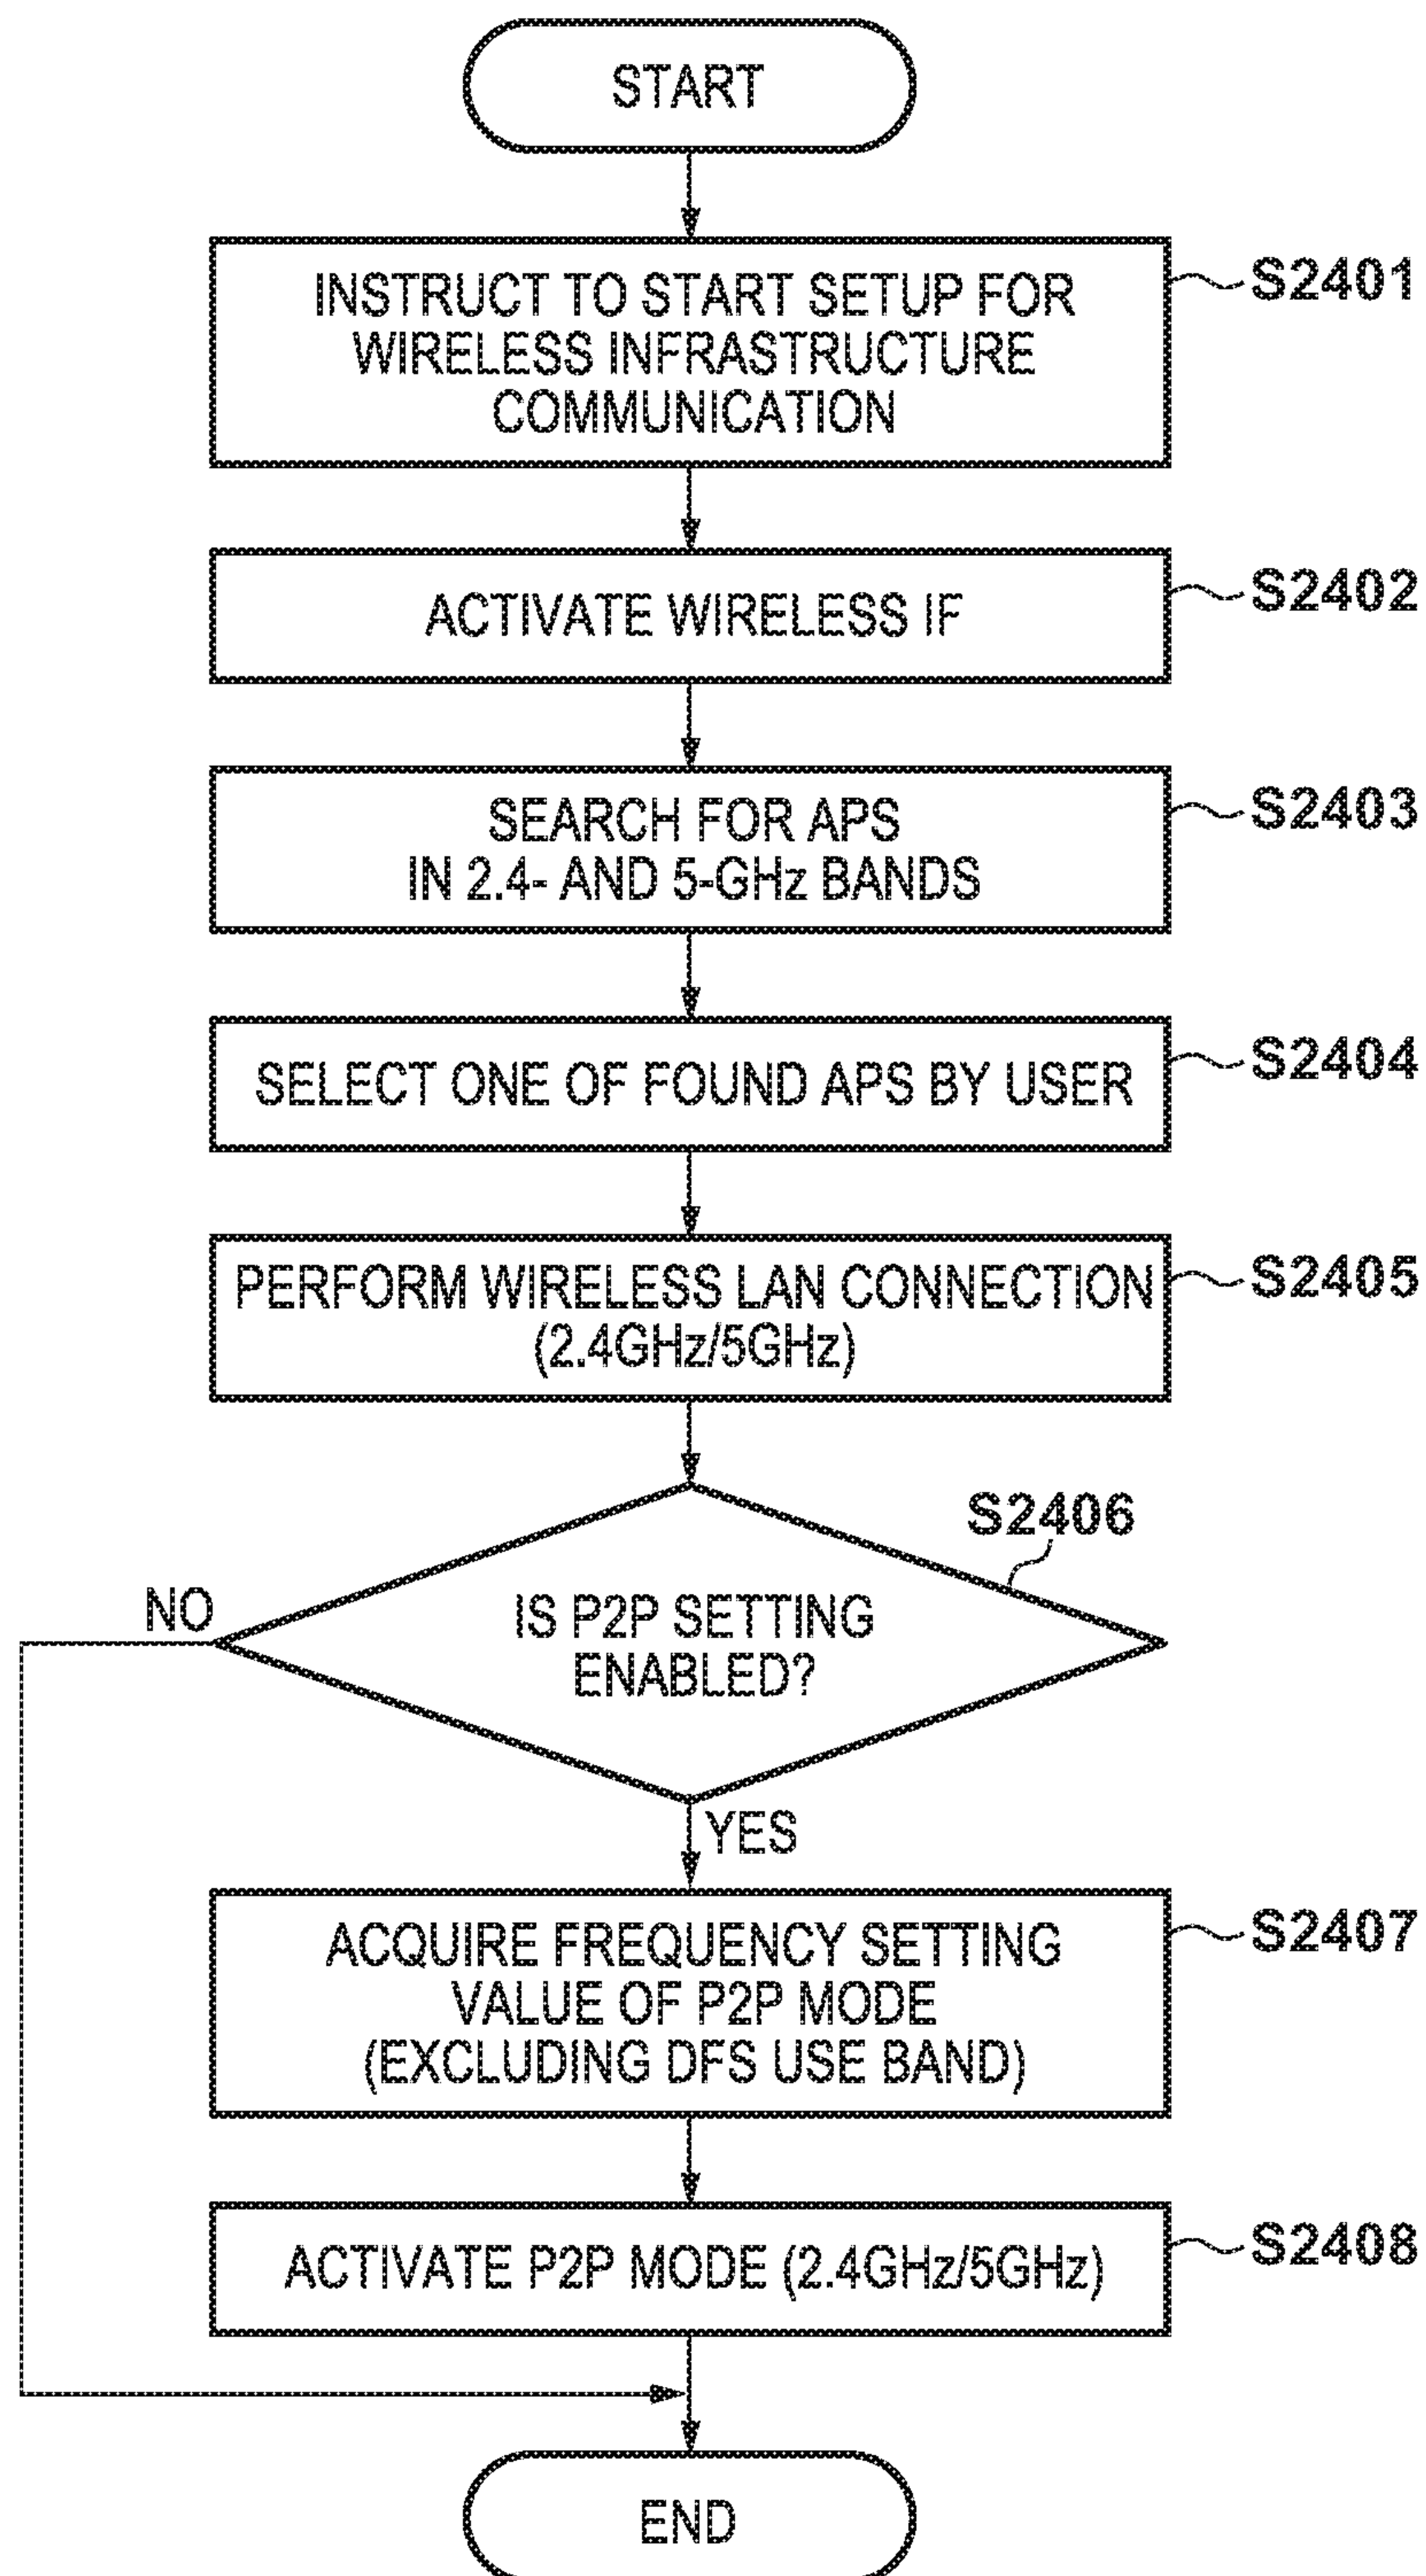 START
INSTRUCT TO START SETUP FOR
WIRELESS INFRASTRUCTURE
COMMUNICATION
S2401
ACTIVATE WIRELESS IF
S2402
SEARCH FOR APS
IN 2.4- AND 5-GHz BANDS
S2403
SELECT ONE OF FOUND APS BY USER
S2404
PERFORM WIRELESS LAN CONNECTION
(2.4GHz/5GHz)
S2405
S2406
NO
IS P2P SETTING
ENABLED?
YES
ACQUIRE FREQUENCY SETTING
VALUE OF P2P MODE
(EXCLUDING DFS USE BAND)
S2407
ACTIVATE P2P MODE (2.4GHz/5GHz)
S2408
END